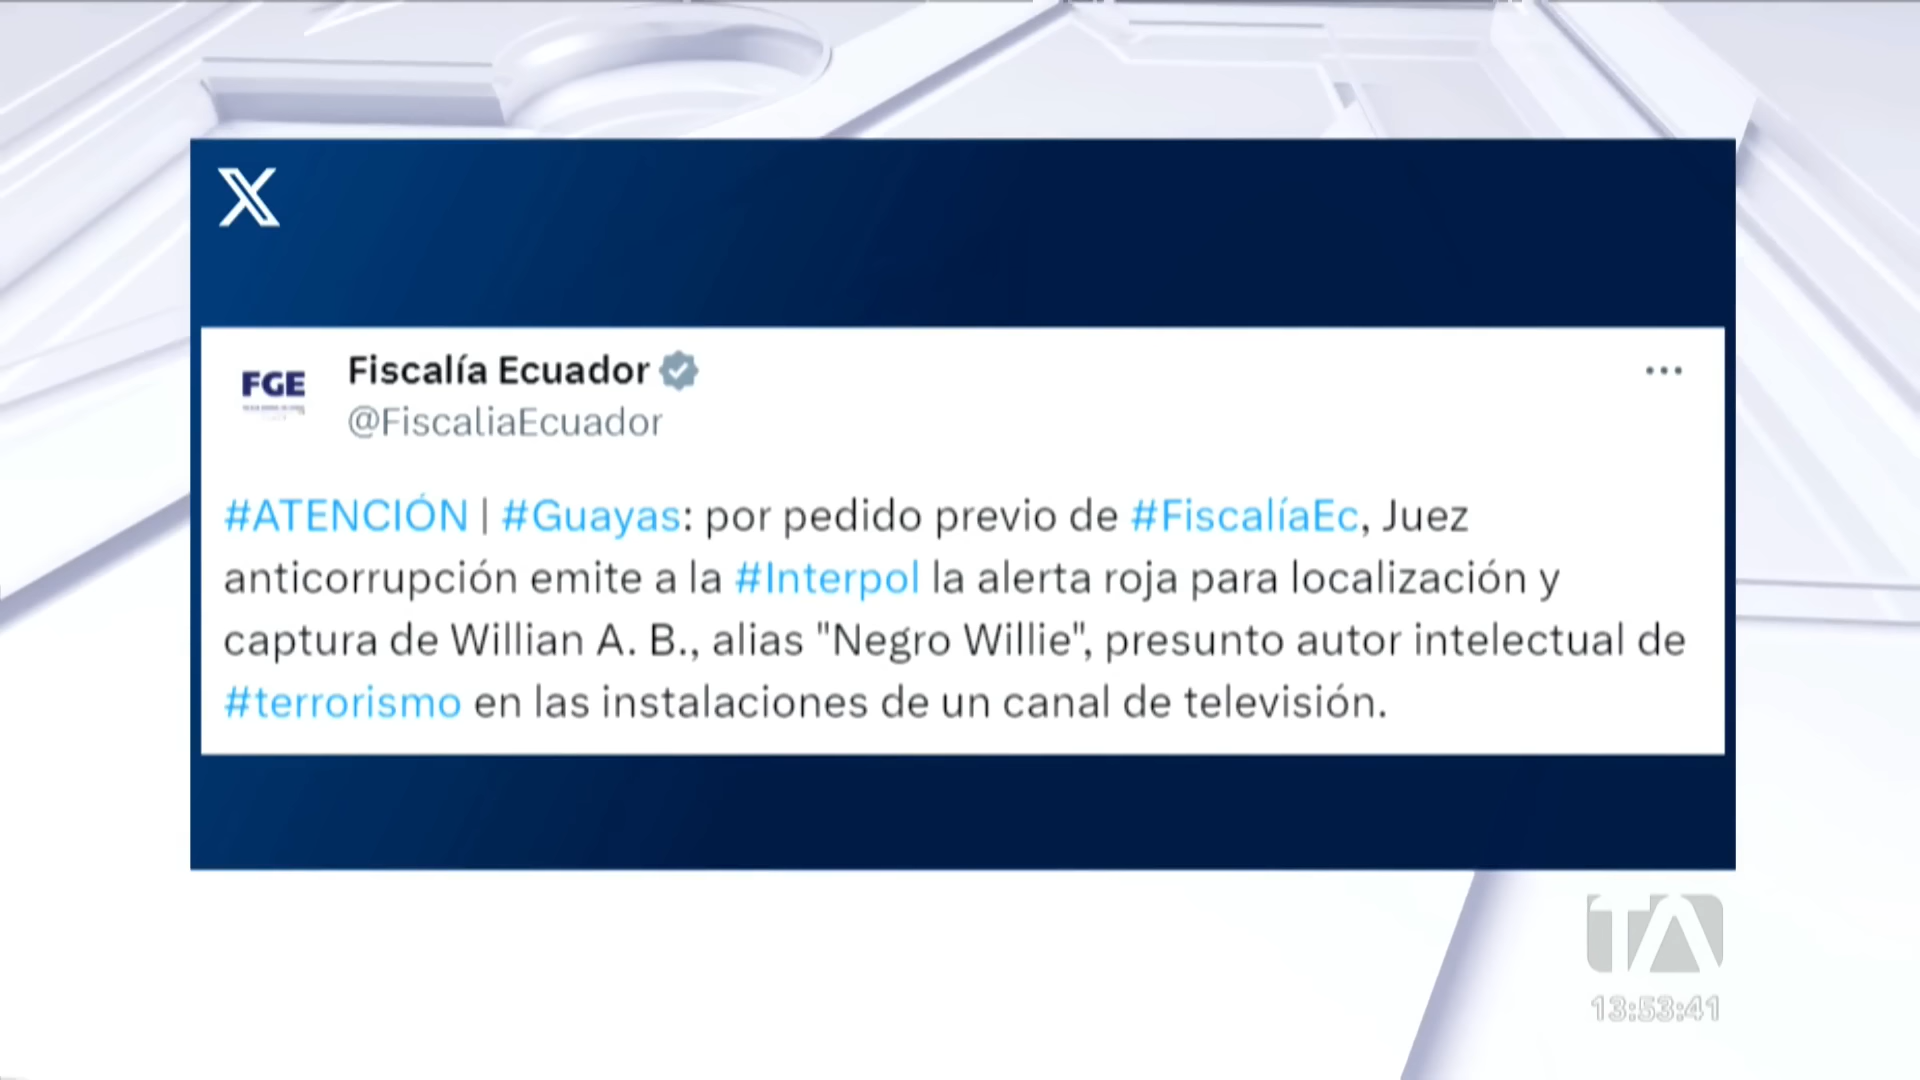 X
FGE
Fiscalía Ecuador
@FiscaliaEcuador
#ATENCIÓN | #Guayas: por pedido previo de #FiscalíaEc, Juez
anticorrupción emite a la #Interpol la alerta roja para localización y
captura de Willian A. B., alias "Negro Willie", presunto autor intelectual de
#terrorismo en las instalaciones de un canal de televisión.
TA
13:53:41